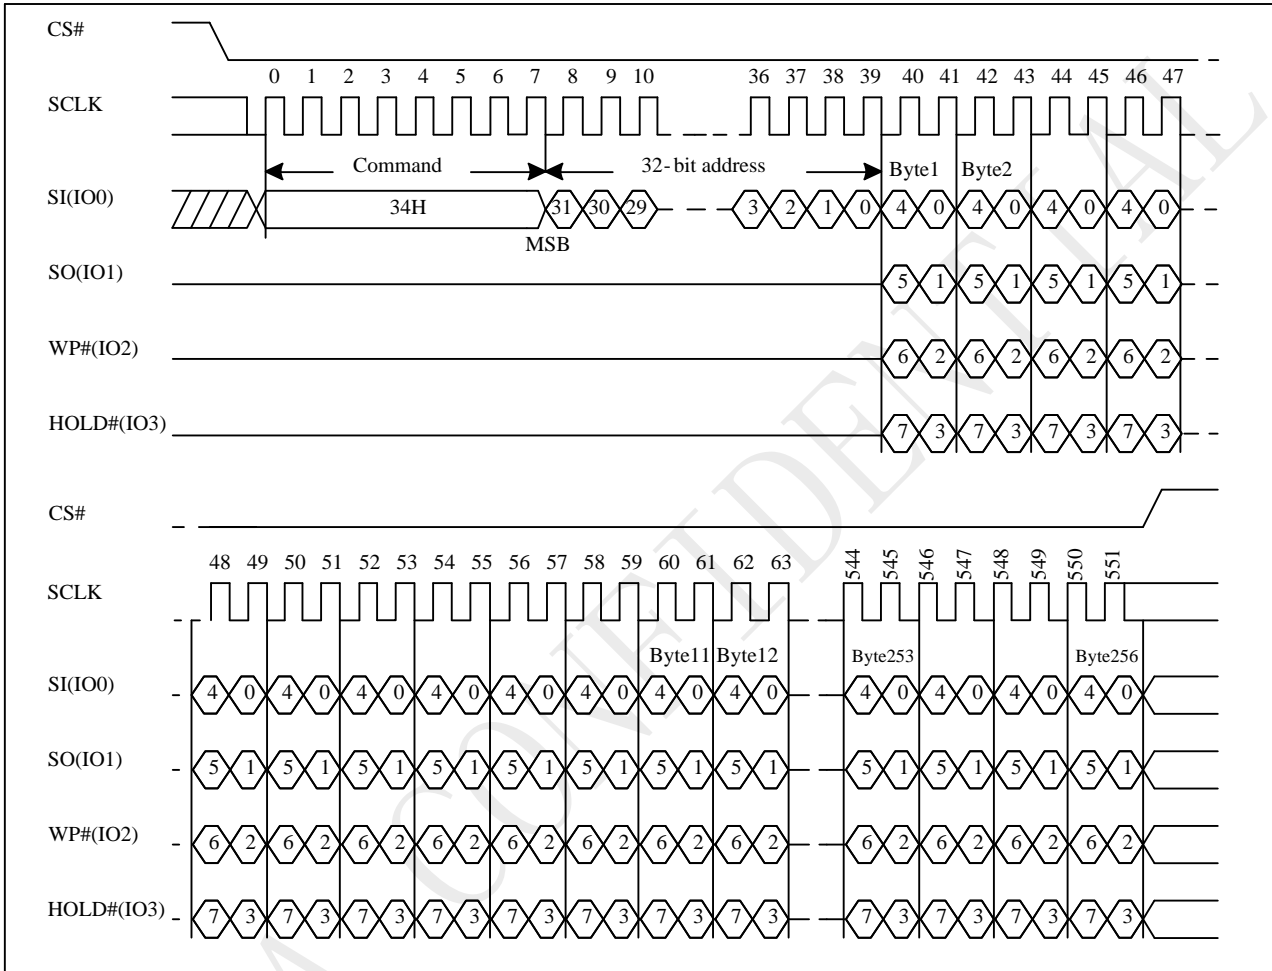 CS#
0 1 2 3 4 5 6 7 8 9 10 36 37 38 39 40 41 42 43 44 45 46 47
SCLK
Command 32-bit address Byte1 Byte2
SI(IO0) 34H 31 30 29 3 2 1 0 4 0 4 0 4 0 4 0
MSB
SO(IO1) 5 1 5 1 5 1 5 1
WP#(IO2) 6 2 6 2 6 2 6 2
HOLD#(IO3) 7 3 7 3 7 3 7 3
CS#
48 49 50 51 52 53 54 55 56 57 58 59 60 61 62 63 544 545 546 547 548 549 550 551
SCLK
Byte11 Byte12 Byte253 Byte256
SI(IO0) 4 0 4 0 4 0 4 0 4 0 4 0 4 0 4 0 4 0 4 0 4 0 4 0
SO(IO1) 5 1 5 1 5 1 5 1 5 1 5 1 5 1 5 1 5 1 5 1 5 1 5 1
WP#(IO2) 6 2 6 2 6 2 6 2 6 2 6 2 6 2 6 2 6 2 6 2 6 2 6 2
HOLD#(IO3) 7 3 7 3 7 3 7 3 7 3 7 3 7 3 7 3 7 3 7 3 7 3 7 3
CONFIDENTIAL